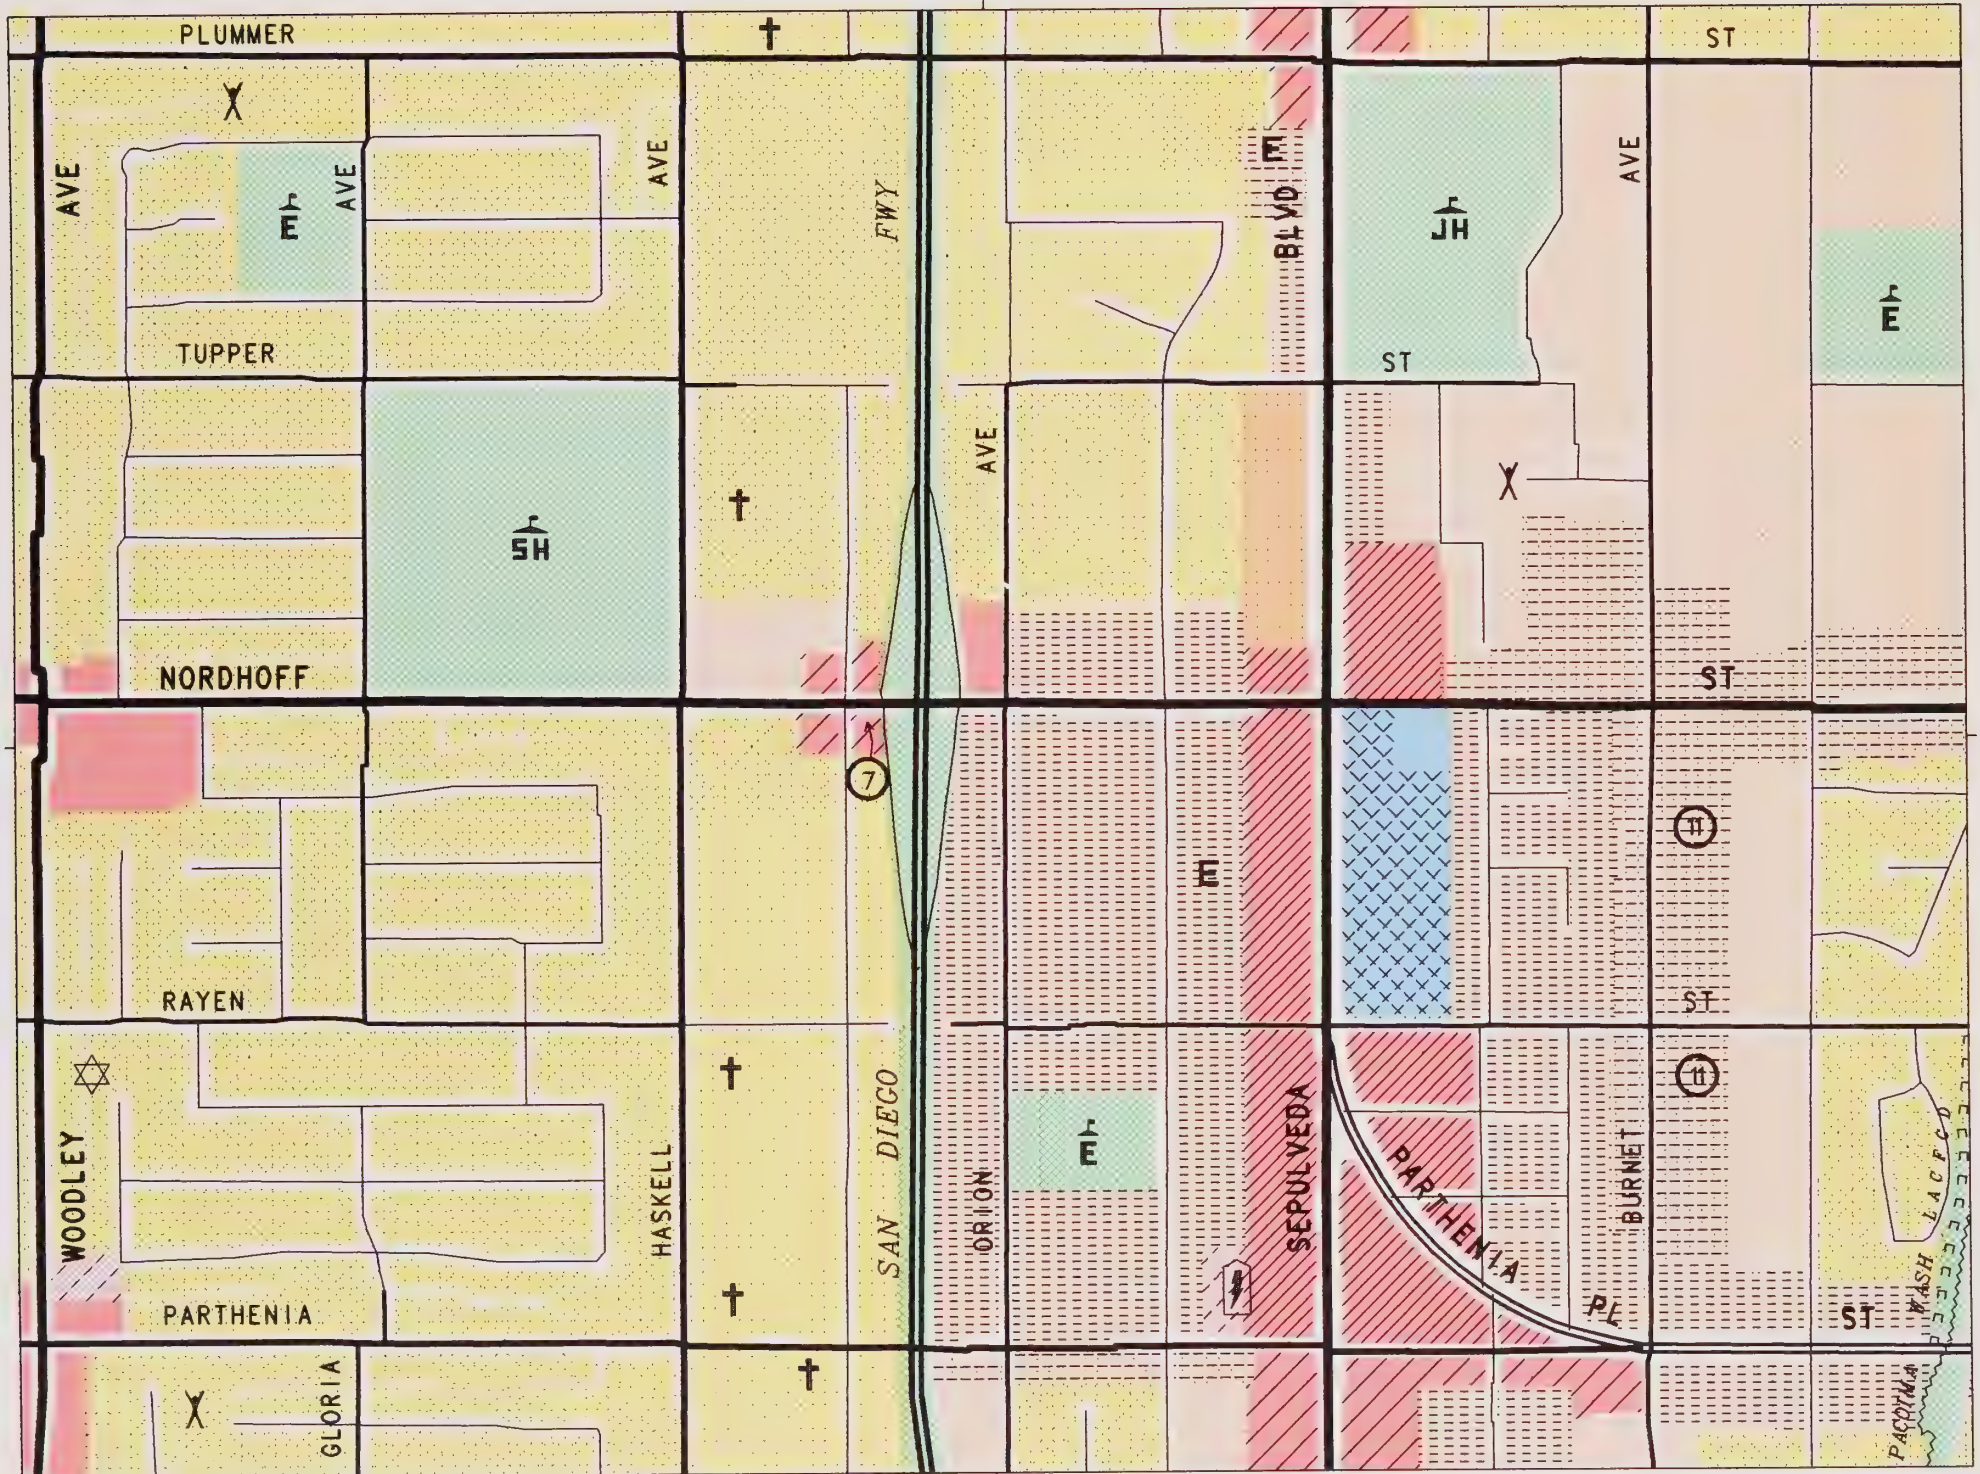 PLUMMER ST
AVE
AVE
AVE
FWY
BLVD
E
JH
AVE
E
E
TUPPER ST
AVE
SH
NORDHOFF ST
7
E
11
RAYEN ST
11
WOODLEY
HASKELL
SAN DIEGO
ORION
E
SEPULVEDA
PARTHENIA PL
BURNET
PARTHENIA ST
GLORIA
PACOIMA WASH LACFCD